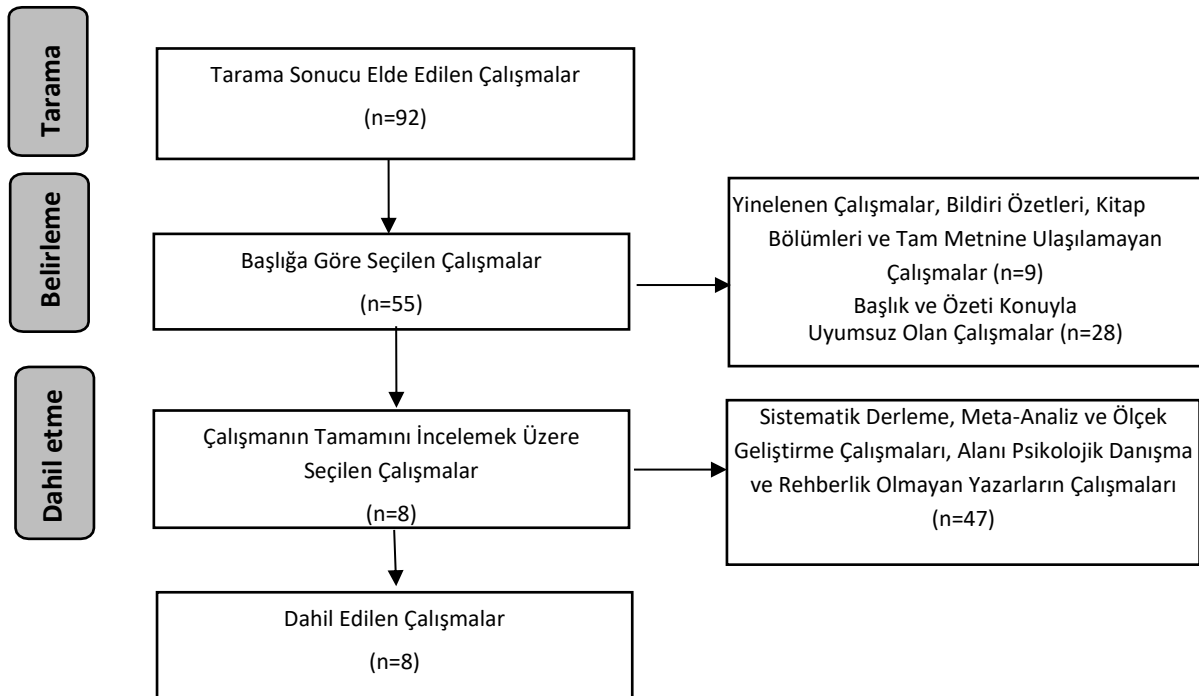 Tarama
Tarama Sonucu Elde Edilen Çalışmalar
(n=92)
Belirleme
Başlığa Göre Seçilen Çalışmalar
(n=55)
Yinelenen Çalışmalar, Bildiri Özetleri, Kitap
Bölümleri ve Tam Metnine Ulaşılamayan
Çalışmalar (n=9)
Başlık ve Özeti Konuyla
Uyumsuz Olan Çalışmalar (n=28)
Dahil etme
Çalışmanın Tamamını İncelemek Üzere
Seçilen Çalışmalar
(n=8)
Sistematik Derleme, Meta-Analiz ve Ölçek
Geliştirme Çalışmaları, Alanı Psikolojik Danışma
ve Rehberlik Olmayan Yazarların Çalışmaları
(n=47)
Dahil Edilen Çalışmalar
(n=8)